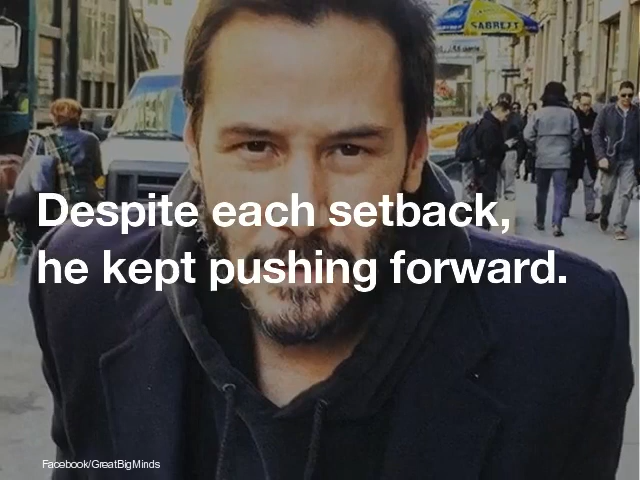 SABRETT
Despite each setback,
he kept pushing forward.
Facebook/GreatBigMinds